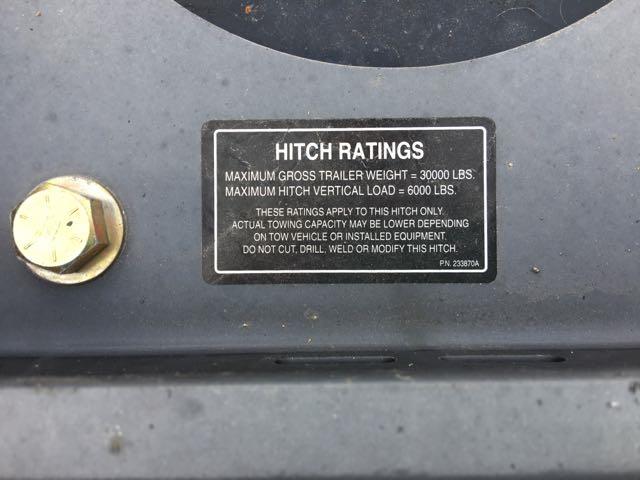 HITCH RATINGS
MAXIMUM GROSS TRAILER WEIGHT = 30000 LBS.
MAXIMUM HITCH VERTICAL LOAD = 6000 LBS.
THESE RATINGS APPLY TO THIS HITCH ONLY.
ACTUAL TOWING CAPACITY MAY BE LOWER DEPENDING
ON TOW VEHICLE OR INSTALLED EQUIPMENT.
DO NOT CUT, DRILL, WELD OR MODIFY THIS HITCH.
P.N. 233870A